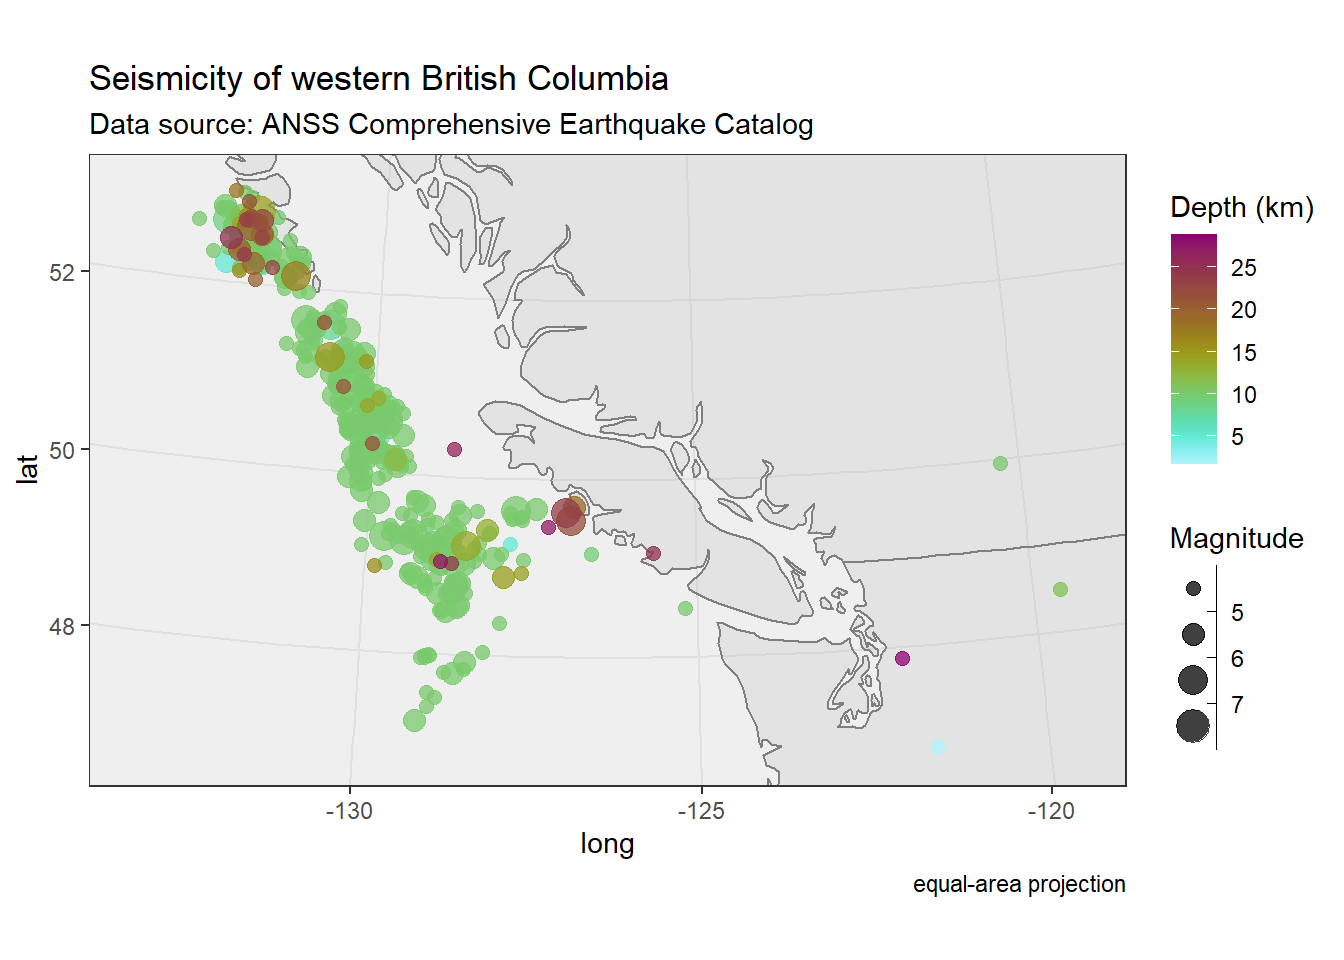 Seismicity of western British Columbia
Data source: ANSS Comprehensive Earthquake Catalog
lat
52
50
48
-130
-125
-120
long
equal-area projection
Depth (km)
25
20
15
10
5
Magnitude
5
6
7